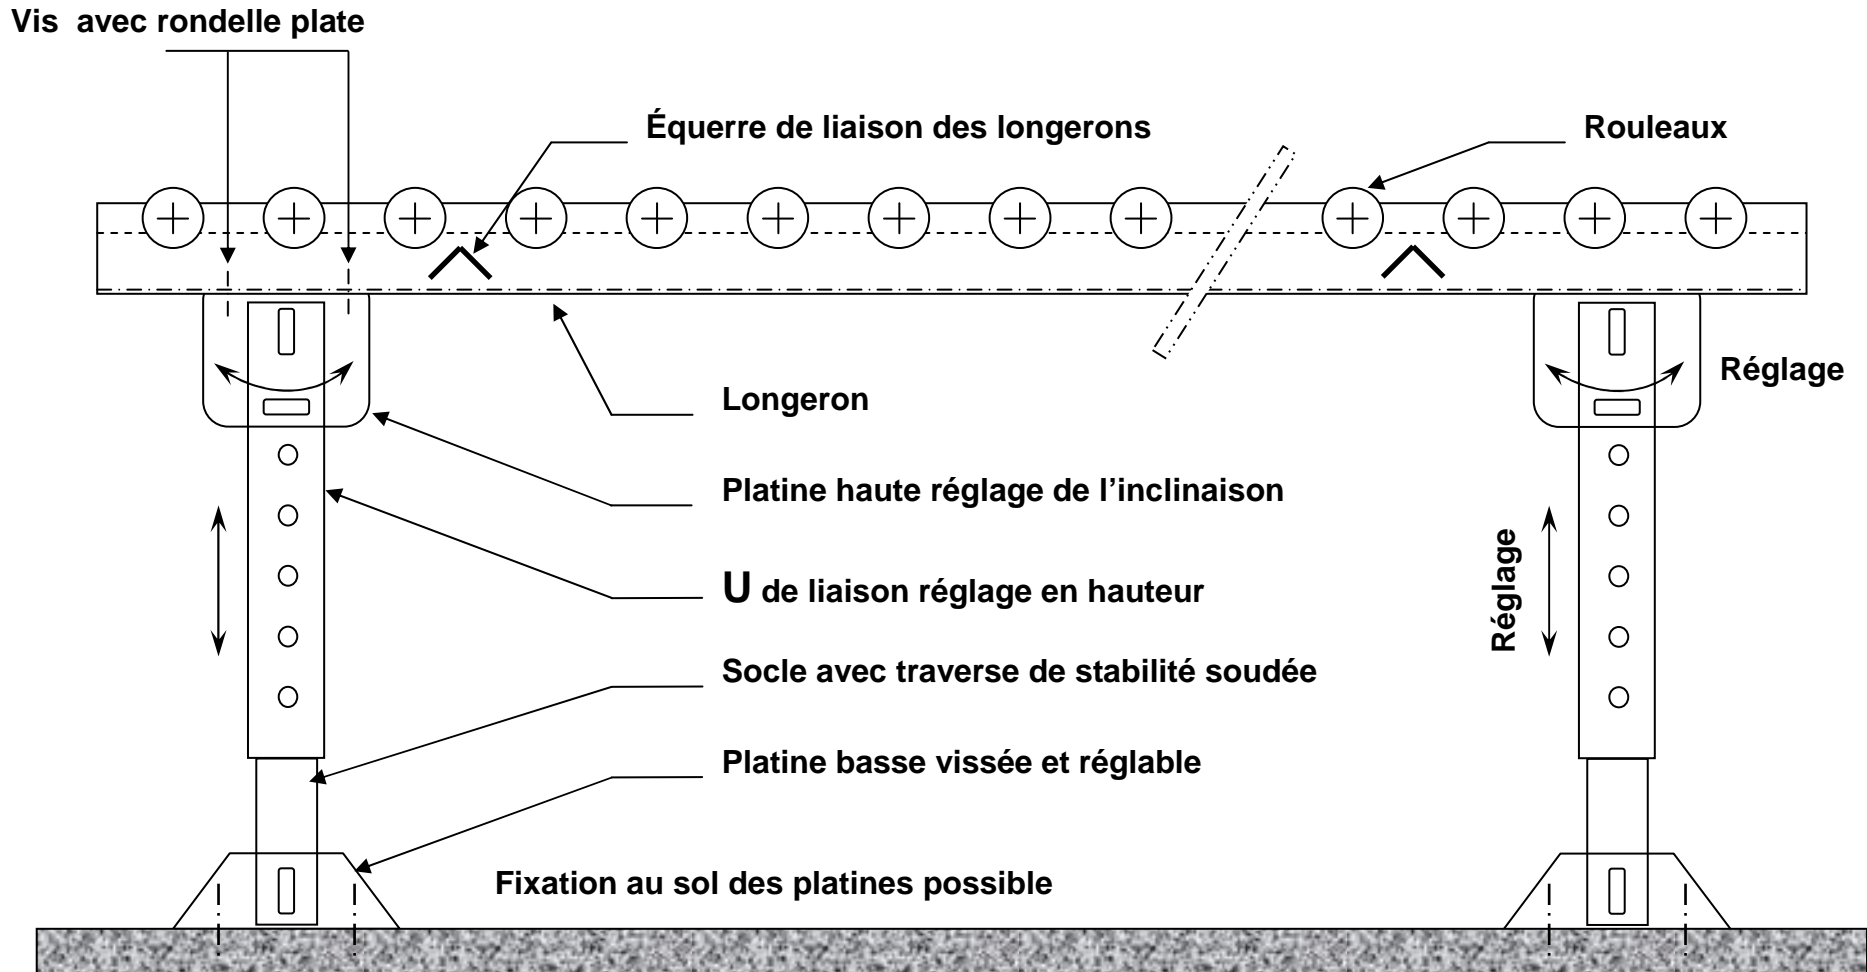 Vis avec rondelle plate
Équerre de liaison des longerons
Rouleaux
Réglage
Longeron
Platine haute réglage de l'inclinaison
U de liaison réglage en hauteur
Réglage
Socle avec traverse de stabilité soudée
Platine basse vissée et réglable
Fixation au sol des platines possible